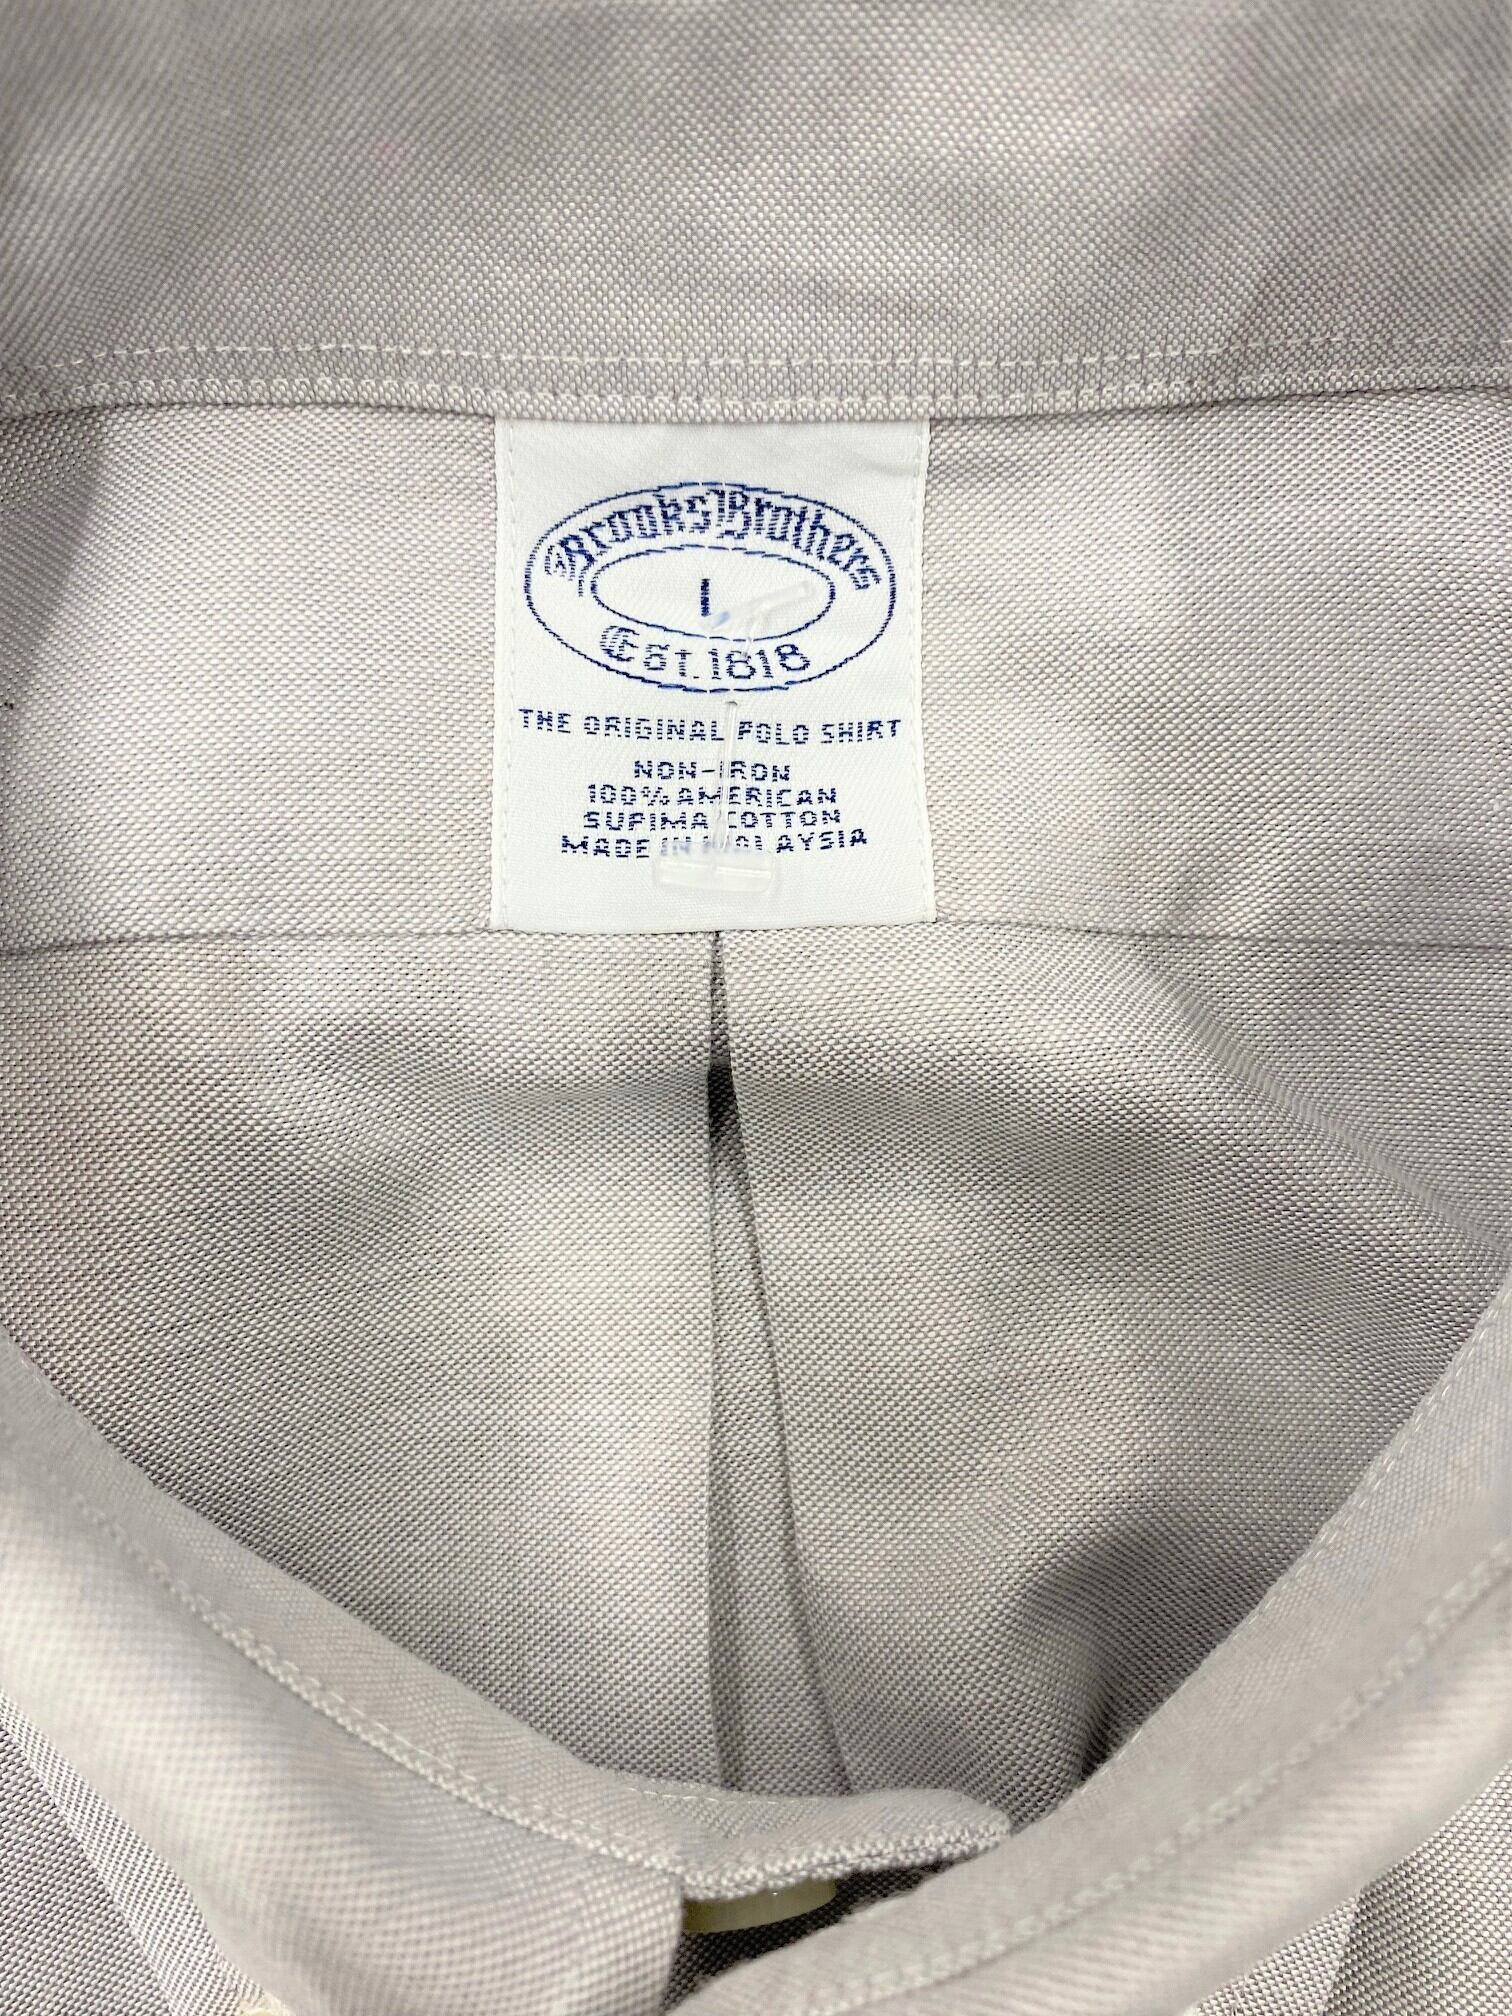 Brooks Brothers
L
Est. 1818
THE ORIGINAL POLO SHIRT
NON-IRON
100% AMERICAN
SUPIMA COTTON
MADE IN MALAYSIA